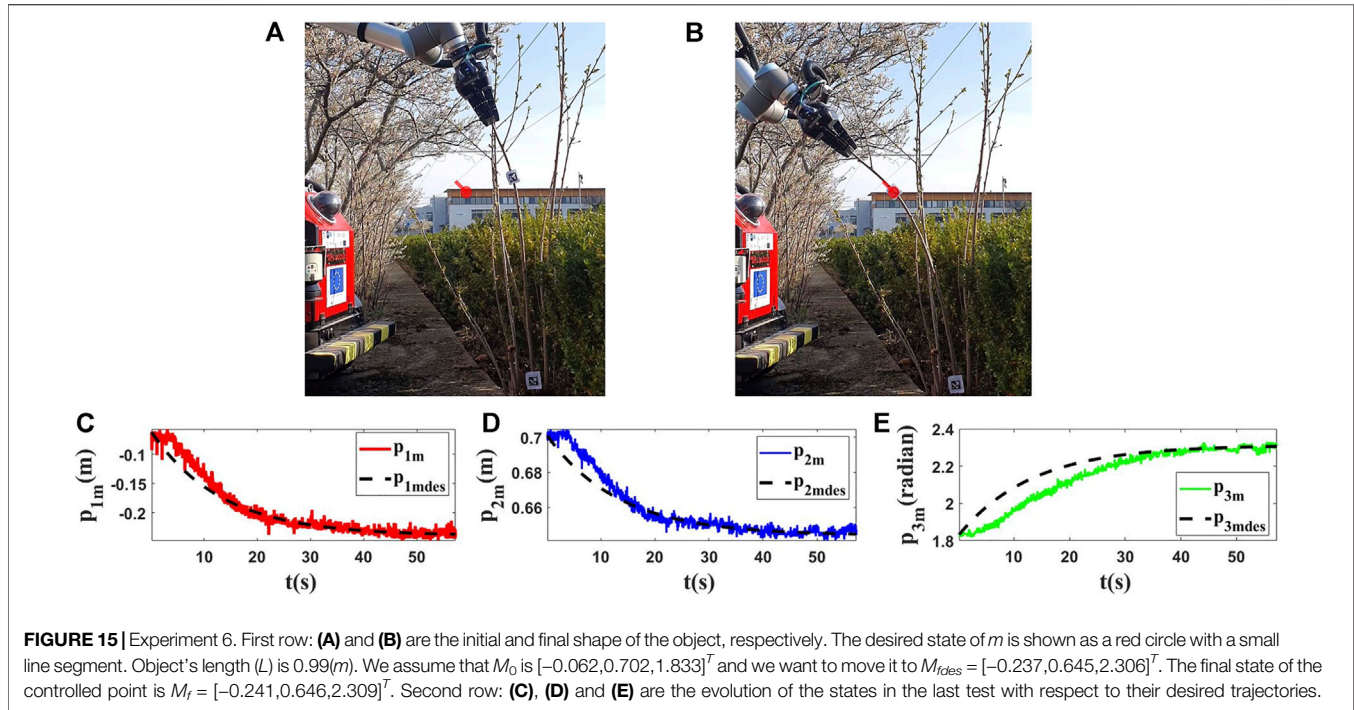 A
B
C
D
E
-0.1
-0.15
-0.2
p1m(m)
10 20 30 40 50
t(s)
p1m
p1mdes
0.7
0.68
0.66
p2m(m)
10 20 30 40 50
t(s)
p2m
p2mdes
2.4
2.2
2
1.8
p3m(radian)
10 20 30 40 50
t(s)
p3m
p3mdes
FIGURE 15 | Experiment 6. First row: (A) and (B) are the initial and final shape of the object, respectively. The desired state of m is shown as a red circle with a small
line segment. Object's length (L) is 0.99(m). We assume that M0 is [−0.062,0.702,1.833]T and we want to move it to Mfdes = [−0.237,0.645,2.306]T. The final state of the
controlled point is Mf = [−0.241,0.646,2.309]T. Second row: (C), (D) and (E) are the evolution of the states in the last test with respect to their desired trajectories.